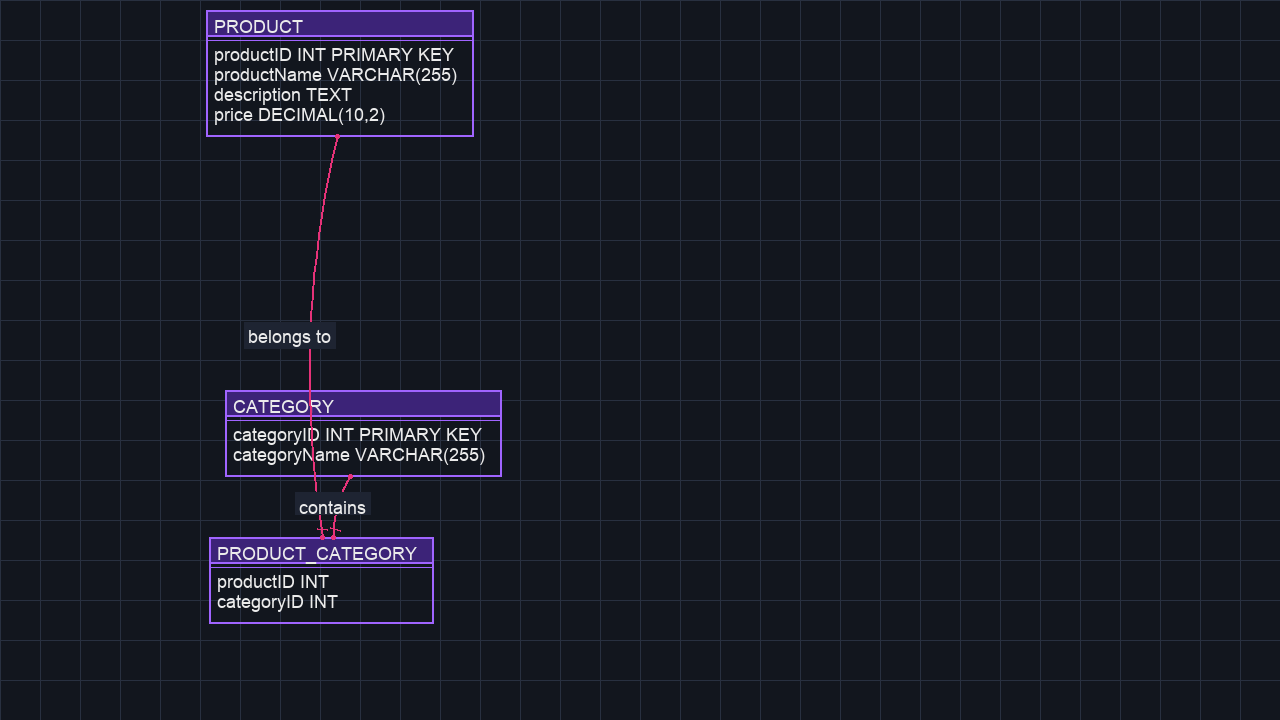 PRODUCT
productID INT PRIMARY KEY
productName VARCHAR(255)
description TEXT
price DECIMAL(10,2)
belongs to
CATEGORY
categoryID INT PRIMARY KEY
categoryName VARCHAR(255)
contains
PRODUCT_CATEGORY
productID INT
categoryID INT